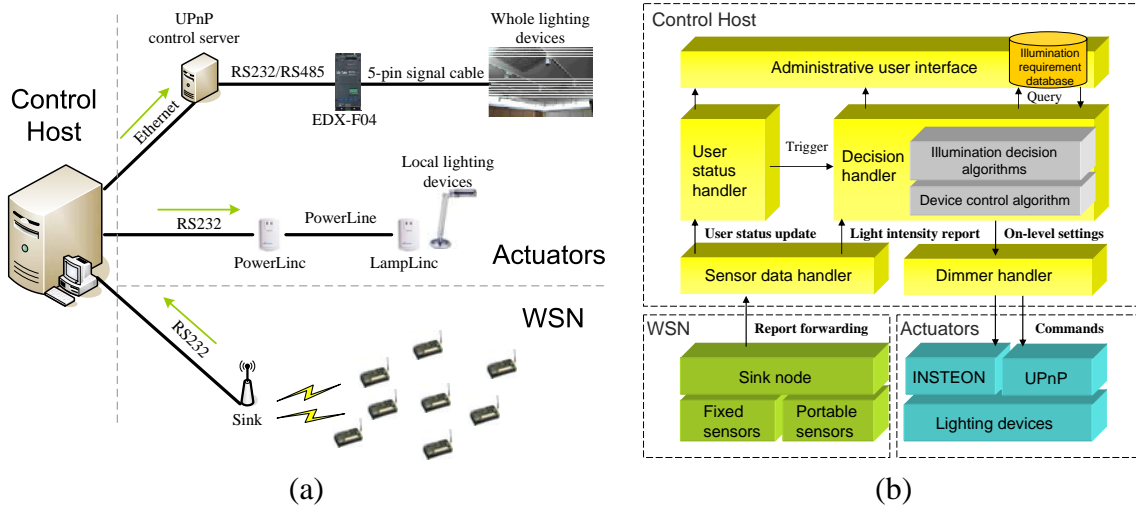 UPnP
control server
Whole lighting
devices
RS232/RS485
5-pin signal cable
EDX-F04
Control
Host
Ethernet
Local lighting
devices
RS232
PowerLine
PowerLinc
LampLinc
Actuators
WSN
RS232
Sink
(a)
Control Host
Administrative user interface
Illumination
requirement
database
Query
User
status
handler
Trigger
Decision
handler
Illumination decision
algorithms
Device control algorithm
User status update
Light intensity report
On-level settings
Sensor data handler
Dimmer handler
WSN
Report forwarding
Actuators
Commands
Sink node
INSTEON
UPnP
Fixed
sensors
Portable
sensors
Lighting devices
(b)